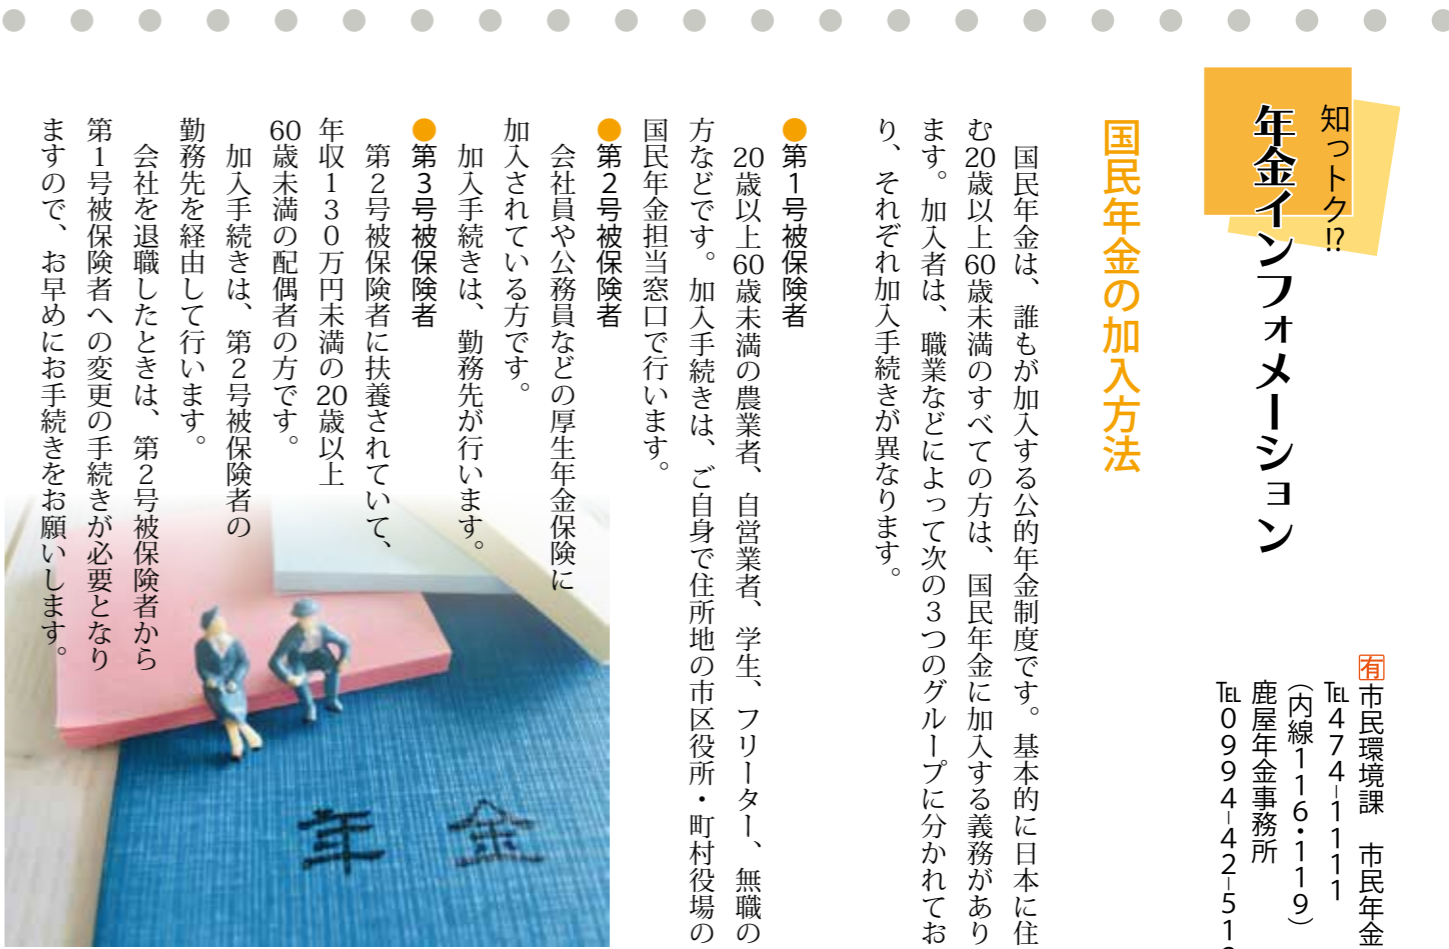 知っトク!?
年金インフォメーション
㊒市民環境課　市民年金
℡474-1111
（内線116・119）
鹿屋年金事務所
℡0994-42-51
国民年金の加入方法
国民年金は、誰もが加入する公的年金制度です。基本的に日本に住
む20歳以上60歳未満のすべての方は、国民年金に加入する義務があり
ます。加入者は、職業などによって次の3つのグループに分かれてお
り、それぞれ加入手続きが異なります。
●第1号被保険者
20歳以上60歳未満の農業者、自営業者、学生、フリーター、無職の
方などです。加入手続きは、ご自身で住所地の市区役所・町村役場の
国民年金担当窓口で行います。
●第2号被保険者
会社員や公務員などの厚生年金保険に
加入されている方です。
加入手続きは、勤務先が行います。
●第3号被保険者
第2号被保険者に扶養されていて、
年収130万円未満の20歳以上
60歳未満の配偶者の方です。
加入手続きは、第2号被保険者の
勤務先を経由して行います。
会社を退職したときは、第2号被保険者から
第1号被保険者への変更の手続きが必要となり
ますので、お早めにお手続きをお願いします。
年金